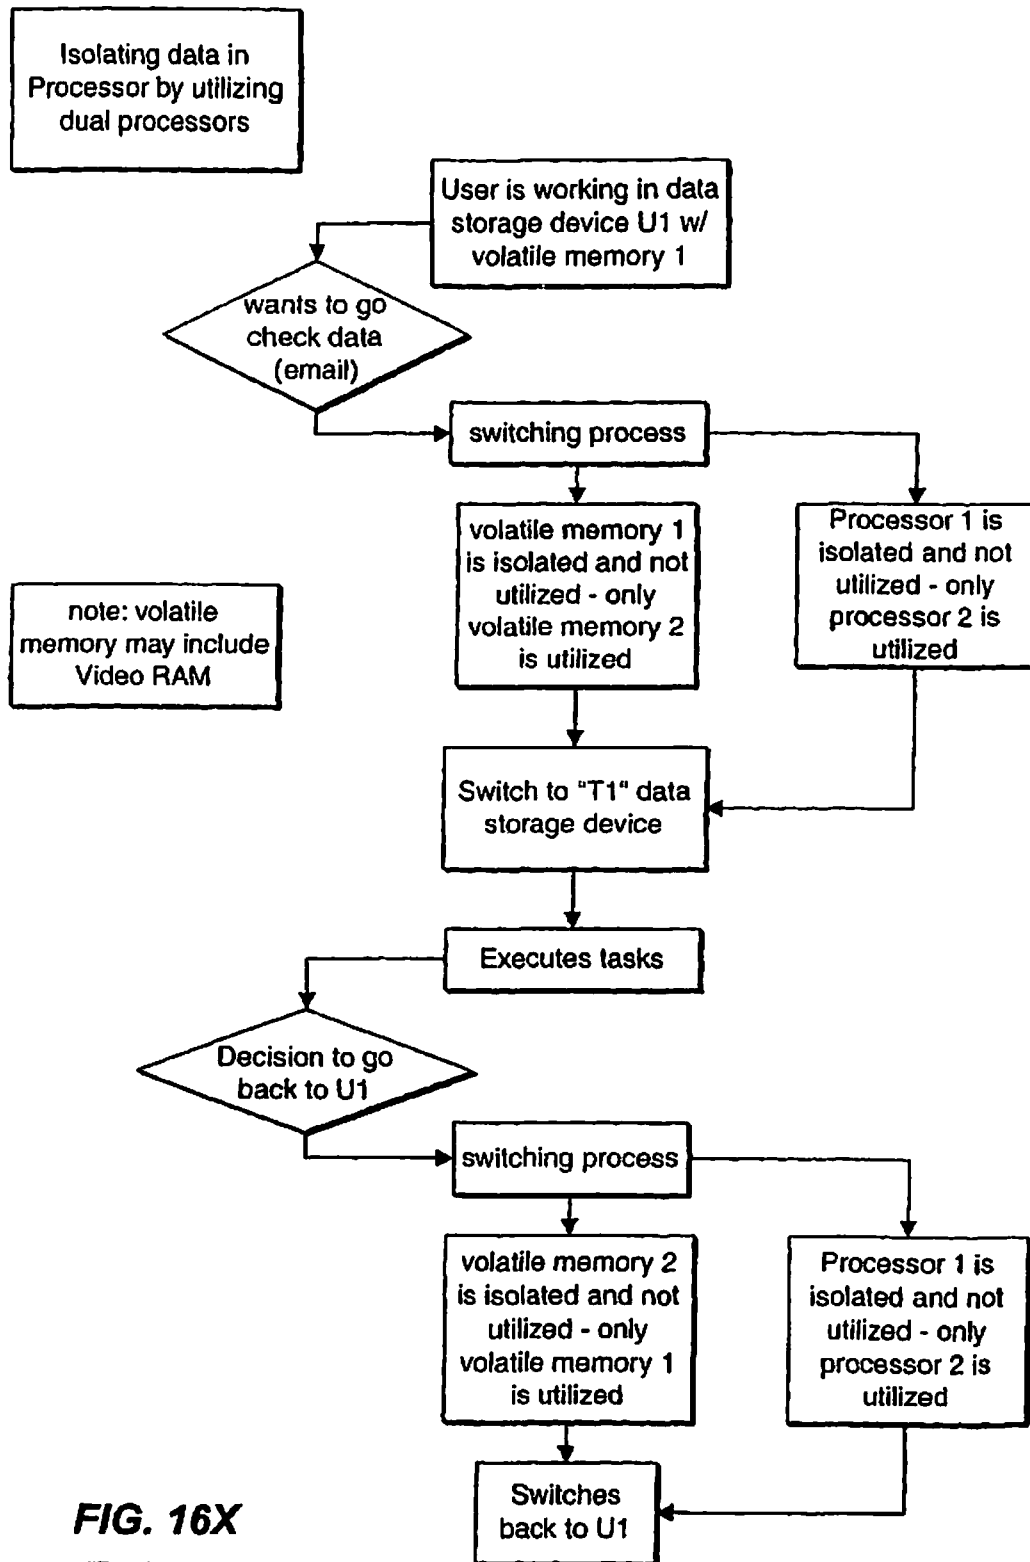 Isolating data in
Processor by utilizing
dual processors
User is working in data
storage device U1 w/
volatile memory 1
wants to go
check data
(email)
switching process
volatile memory 1
is isolated and not
utilized - only
volatile memory 2
is utilized
Processor 1 is
isolated and not
utilized - only
processor 2 is
utilized
note: volatile
memory may include
Video RAM
Switch to "T1" data
storage device
Executes tasks
Decision to go
back to U1
switching process
volatile memory 2
is isolated and not
utilized - only
volatile memory 1
is utilized
Processor 1 is
isolated and not
utilized - only
processor 2 is
utilized
Switches
back to U1
FIG. 16X